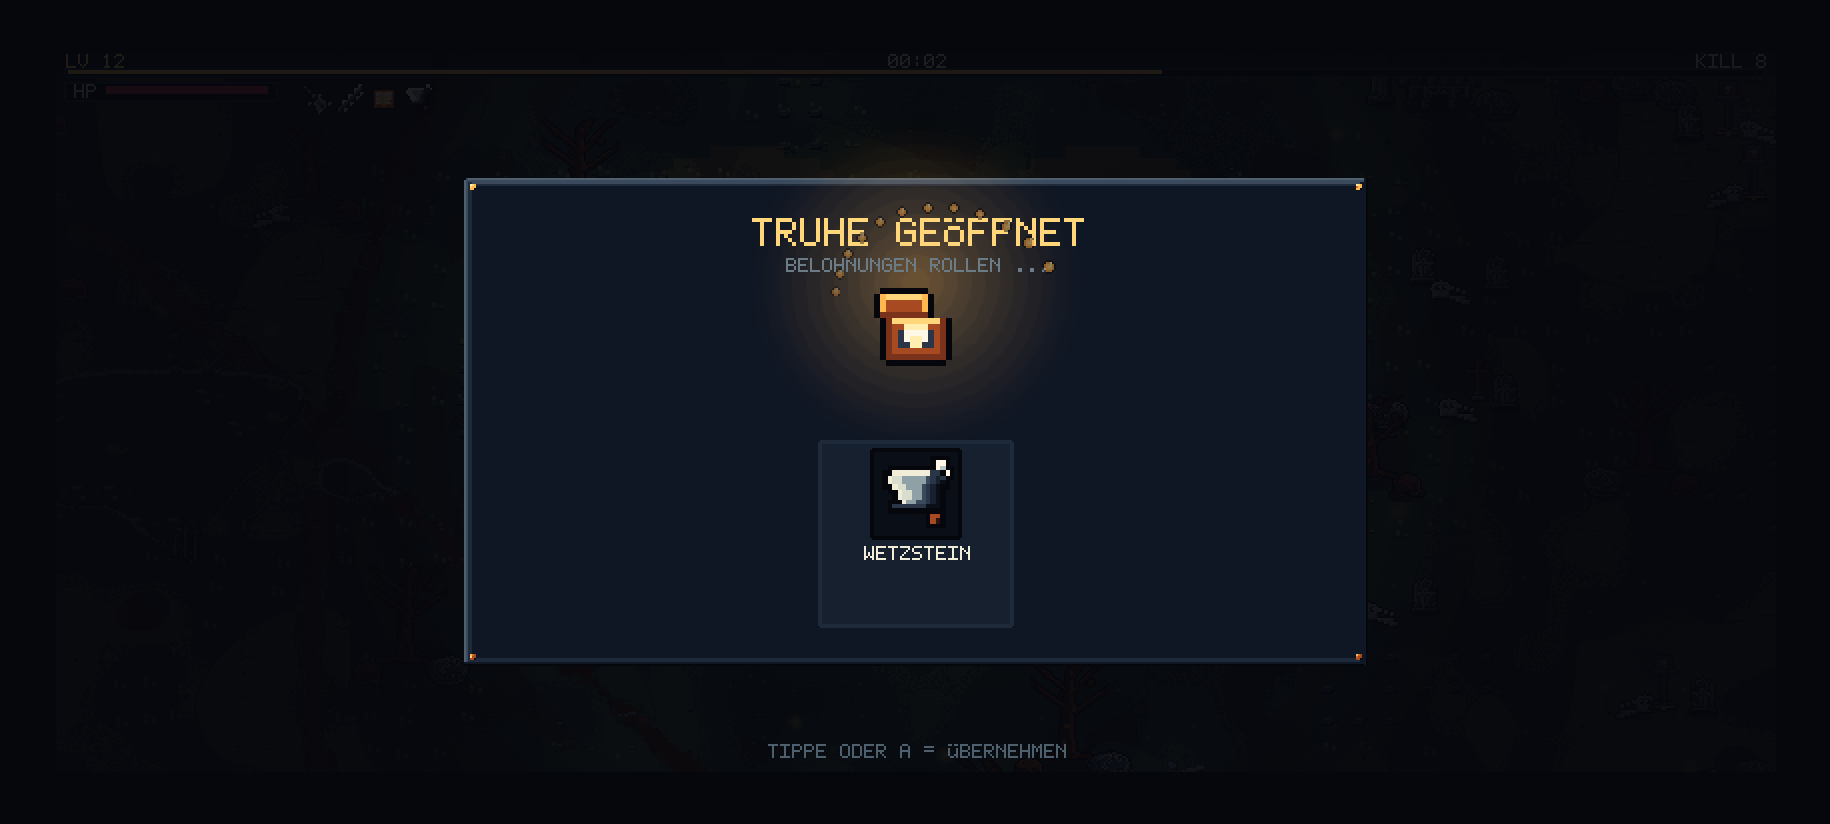 LV 12
00:02
KILL 8
HP
TRUHE GEöFFNET
BELOHNUNGEN ROLLEN ...
WETZSTEIN
TIPPE ODER A = üBERNEHMEN